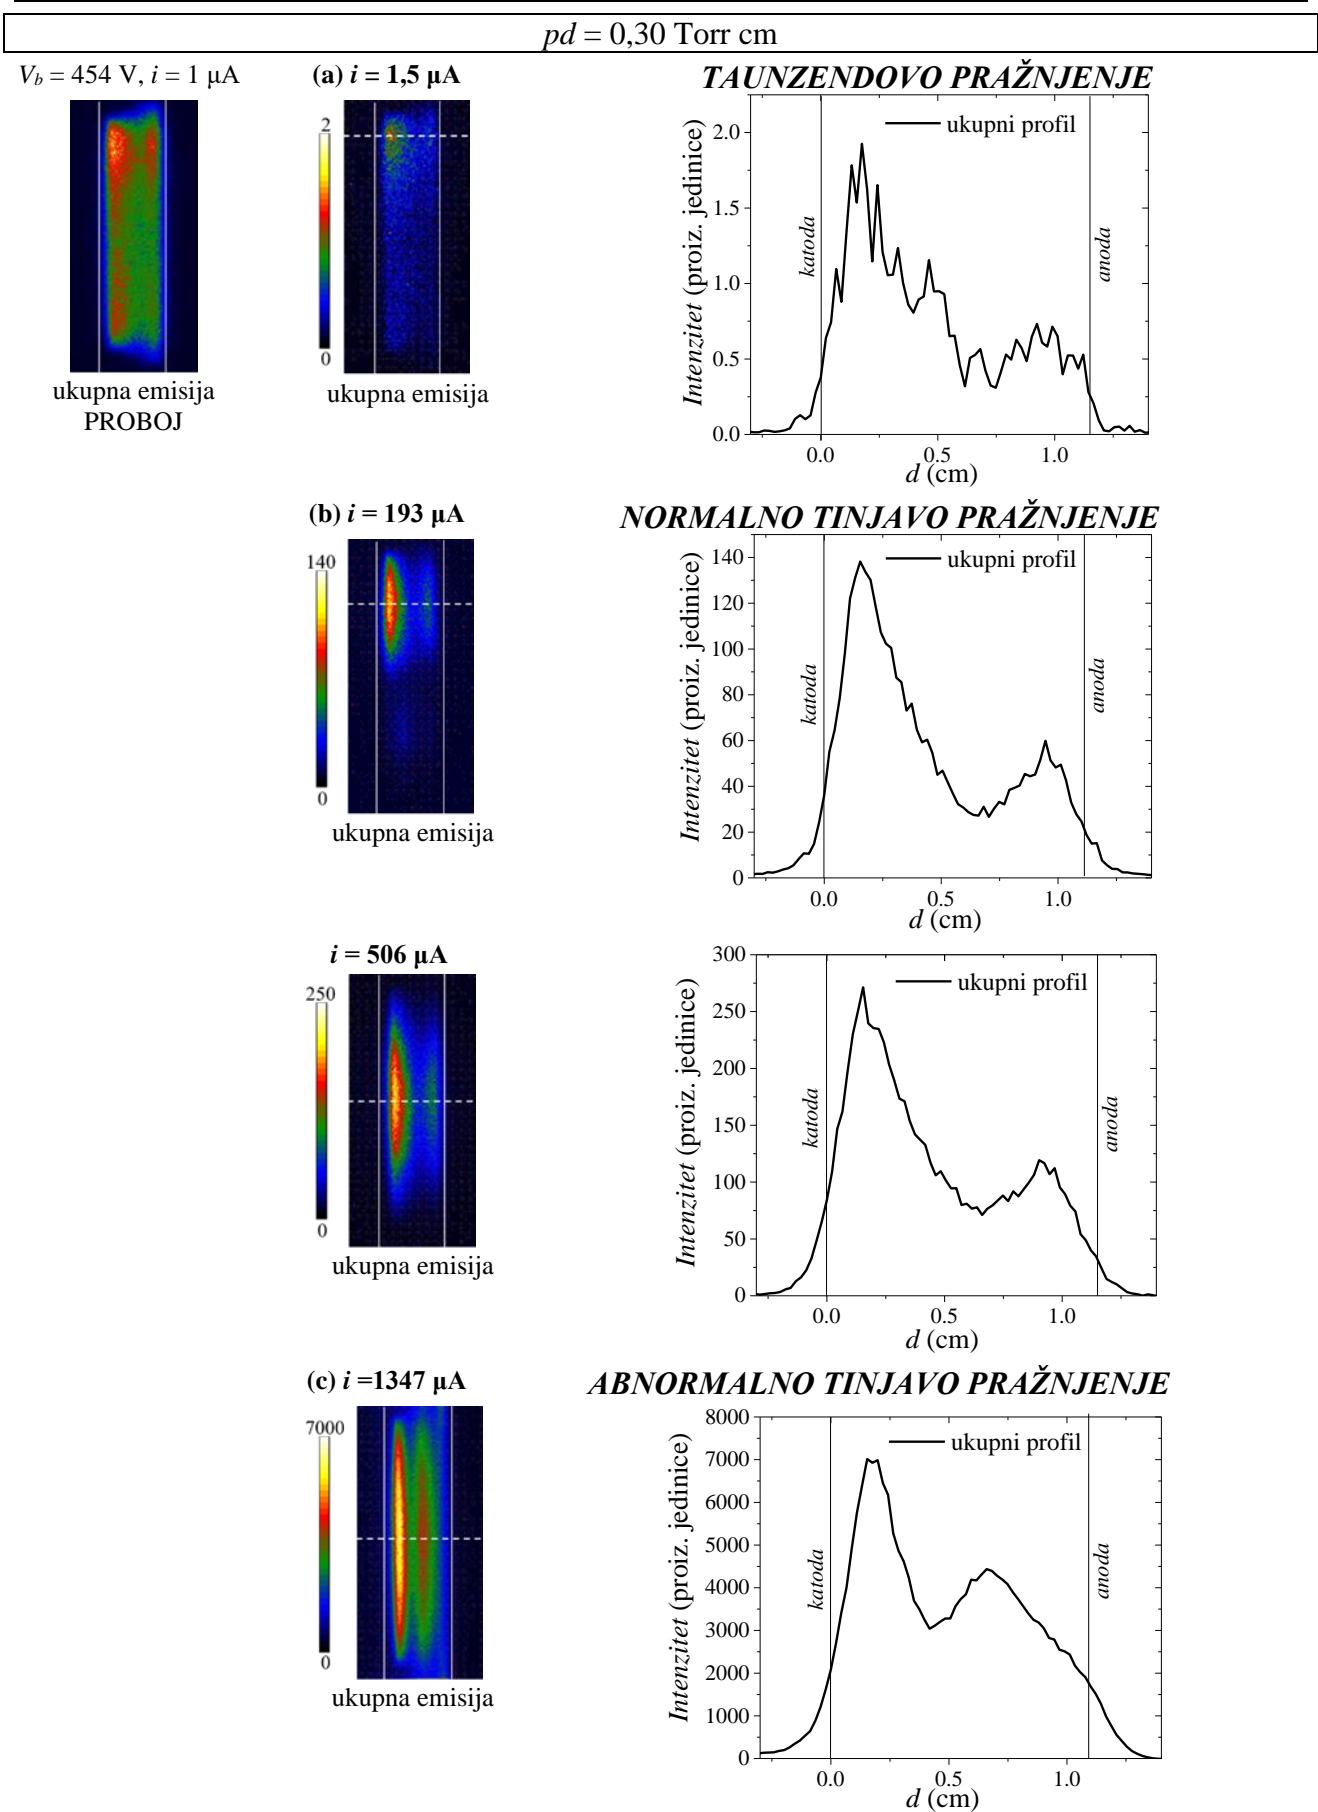 pd = 0,30 Torr cm
V_b = 454 V, i = 1 μA
ukupna emisija
PROBOJ
(a) i = 1,5 μA
2
0
ukupna emisija
TAUNZENDOVO PRAŽNJENJE
ukupni profil
Intenzitet (proiz. jedinice)
2.0
1.5
1.0
0.5
0.0
katoda
anoda
0.0 0.5 1.0
d (cm)
(b) i = 193 μA
140
0
ukupna emisija
NORMALNO TINJAVO PRAŽNJENJE
ukupni profil
Intenzitet (proiz. jedinice)
140
120
100
80
60
40
20
0
katoda
anoda
0.0 0.5 1.0
d (cm)
i = 506 μA
250
0
ukupna emisija
ukupni profil
Intenzitet (proiz. jedinice)
300
250
200
150
100
50
0
katoda
anoda
0.0 0.5 1.0
d (cm)
(c) i =1347 μA
7000
0
ukupna emisija
ABNORMALNO TINJAVO PRAŽNJENJE
ukupni profil
Intenzitet (proiz. jedinice)
8000
7000
6000
5000
4000
3000
2000
1000
0
katoda
anoda
0.0 0.5 1.0
d (cm)